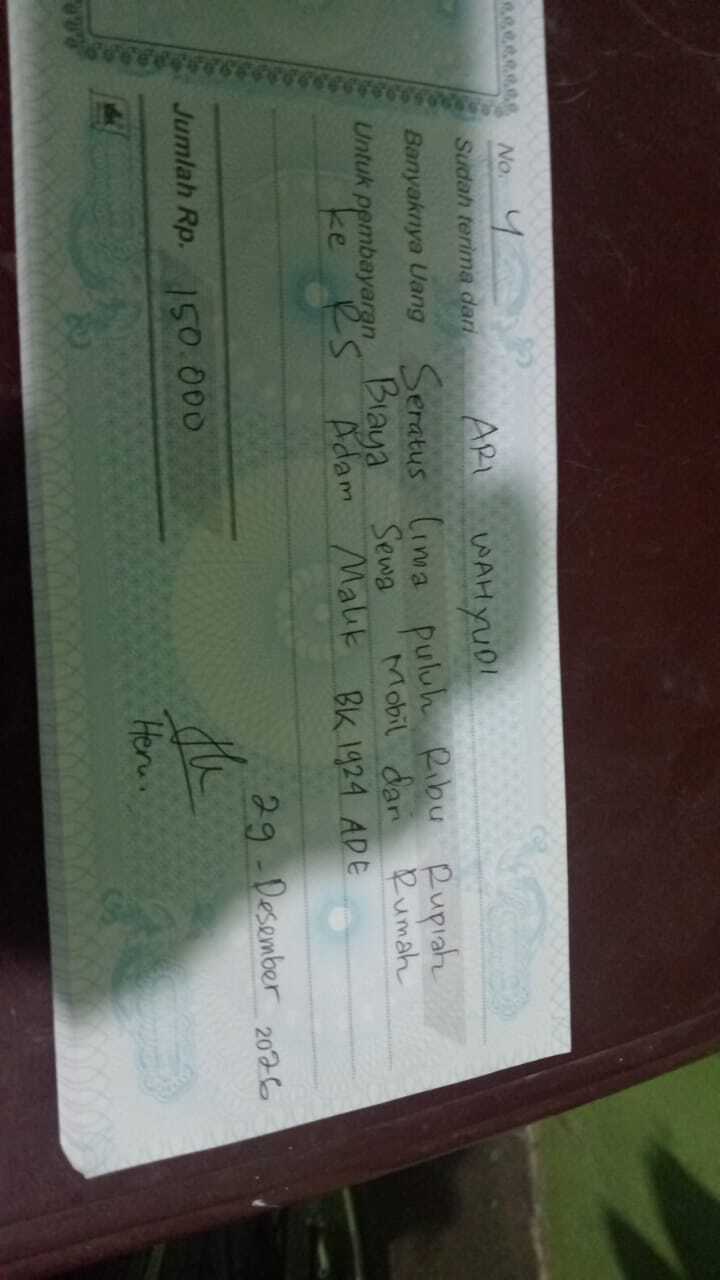 No. 4
Sudah terima dari ARI WAHYUDI
Banyaknya Uang Seratus lima puluh Ribu Rupiah
Untuk pembayaran Biaya Sewa Mobil dari Rumah
ke RS Adam Malik BK 1924 ADE
29 - Desember 2026
Jumlah Rp. 150.000
Heru.